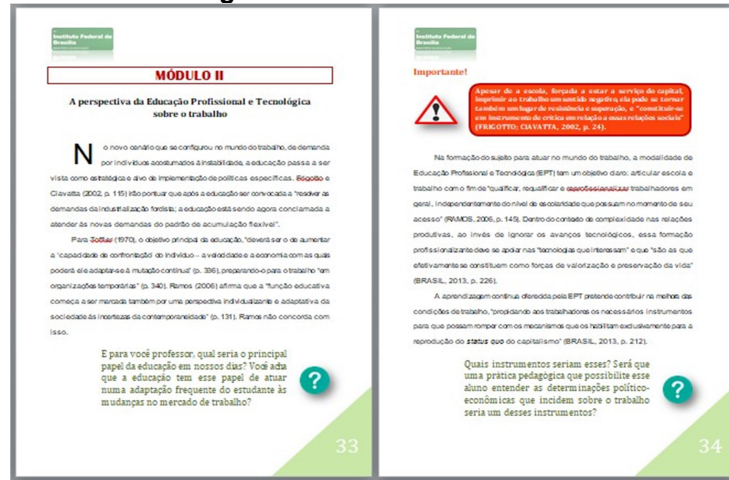 Instituto Federal de
Brasília
MÓDULO II
A perspectiva da Educação Profissional e Tecnológica
sobre o trabalho
N o novo cenário que se configurou no mundo do trabalho, de demanda
por indivíduos acostumados à instabilidade, a educação passa a ser
vista como estratégica e alvo de implementação de políticas específicas. Frigotto e
Ciavatta (2002, p. 115) irão pontuar que após a educação ser convocada a "resolver as
demandas da industrialização fordista; a educação está sendo agora conclamada a
atender às novas demandas do padrão de acumulação flexível".
Para Toffler (1970), o objetivo principal da educação, "deverá ser o de aumentar
a 'capacidade de confrontação' do indivíduo – a velocidade e a economia com as quais
poderá ele adaptar-se à mutação contínua" (p. 336), preparando-o para o trabalho "em
organizações temporárias" (p. 340). Ramos (2006) afirma que a "função educativa
começa a ser marcada também por uma perspectiva individualizante e adaptativa da
sociedade às incertezas da contemporaneidade" (p. 131). Ramos não concorda com
isso.
E para você professor, qual seria o principal
papel da educação em nossos dias? Você acha
que a educação tem esse papel de atuar
numa adaptação frequente do estudante às
mudanças no mercado de trabalho?
?
33
Instituto Federal de
Brasília
Importante!
Apesar de a escola, forçada a estar a serviço do capital,
imprimir ao trabalho um sentido negativo, ela pode se tornar
também um lugar de resistência e superação, e "constituir-se
em instrumento de crítica em relação a essas relações sociais"
(FRIGOTTO; CIAVATTA, 2002, p. 24).
Na formação do sujeito para atuar no mundo do trabalho, a modalidade de
Educação Profissional e Tecnológica (EPT) tem um objetivo claro: articular escola e
trabalho com o fim de "qualificar, requalificar e reprofissionalizar trabalhadores em
geral, independentemente do nível de escolaridade que possuam no momento de seu
acesso" (RAMOS, 2006, p. 145). Dentro do contexto de complexidade nas relações
produtivas, ao invés de ignorar os avanços tecnológicos, essa formação
profissionalizante deve se apoiar nas "tecnologias que interessam" e que "são as que
efetivamente se constituem como forças de valorização e preservação da vida"
(BRASIL, 2013, p. 226).
A aprendizagem contínua oferecida pela EPT pretende contribuir na melhora das
condições de trabalho, "propiciando aos trabalhadores os necessários instrumentos
para que possam romper com os mecanismos que os habilitam exclusivamente para a
reprodução do status quo do capitalismo" (BRASIL, 2013, p. 212).
Quais instrumentos seriam esses? Será que
uma prática pedagógica que possibilite esse
aluno entender as determinações político-
econômicas que incidem sobre o trabalho
seria um desses instrumentos?
?
34